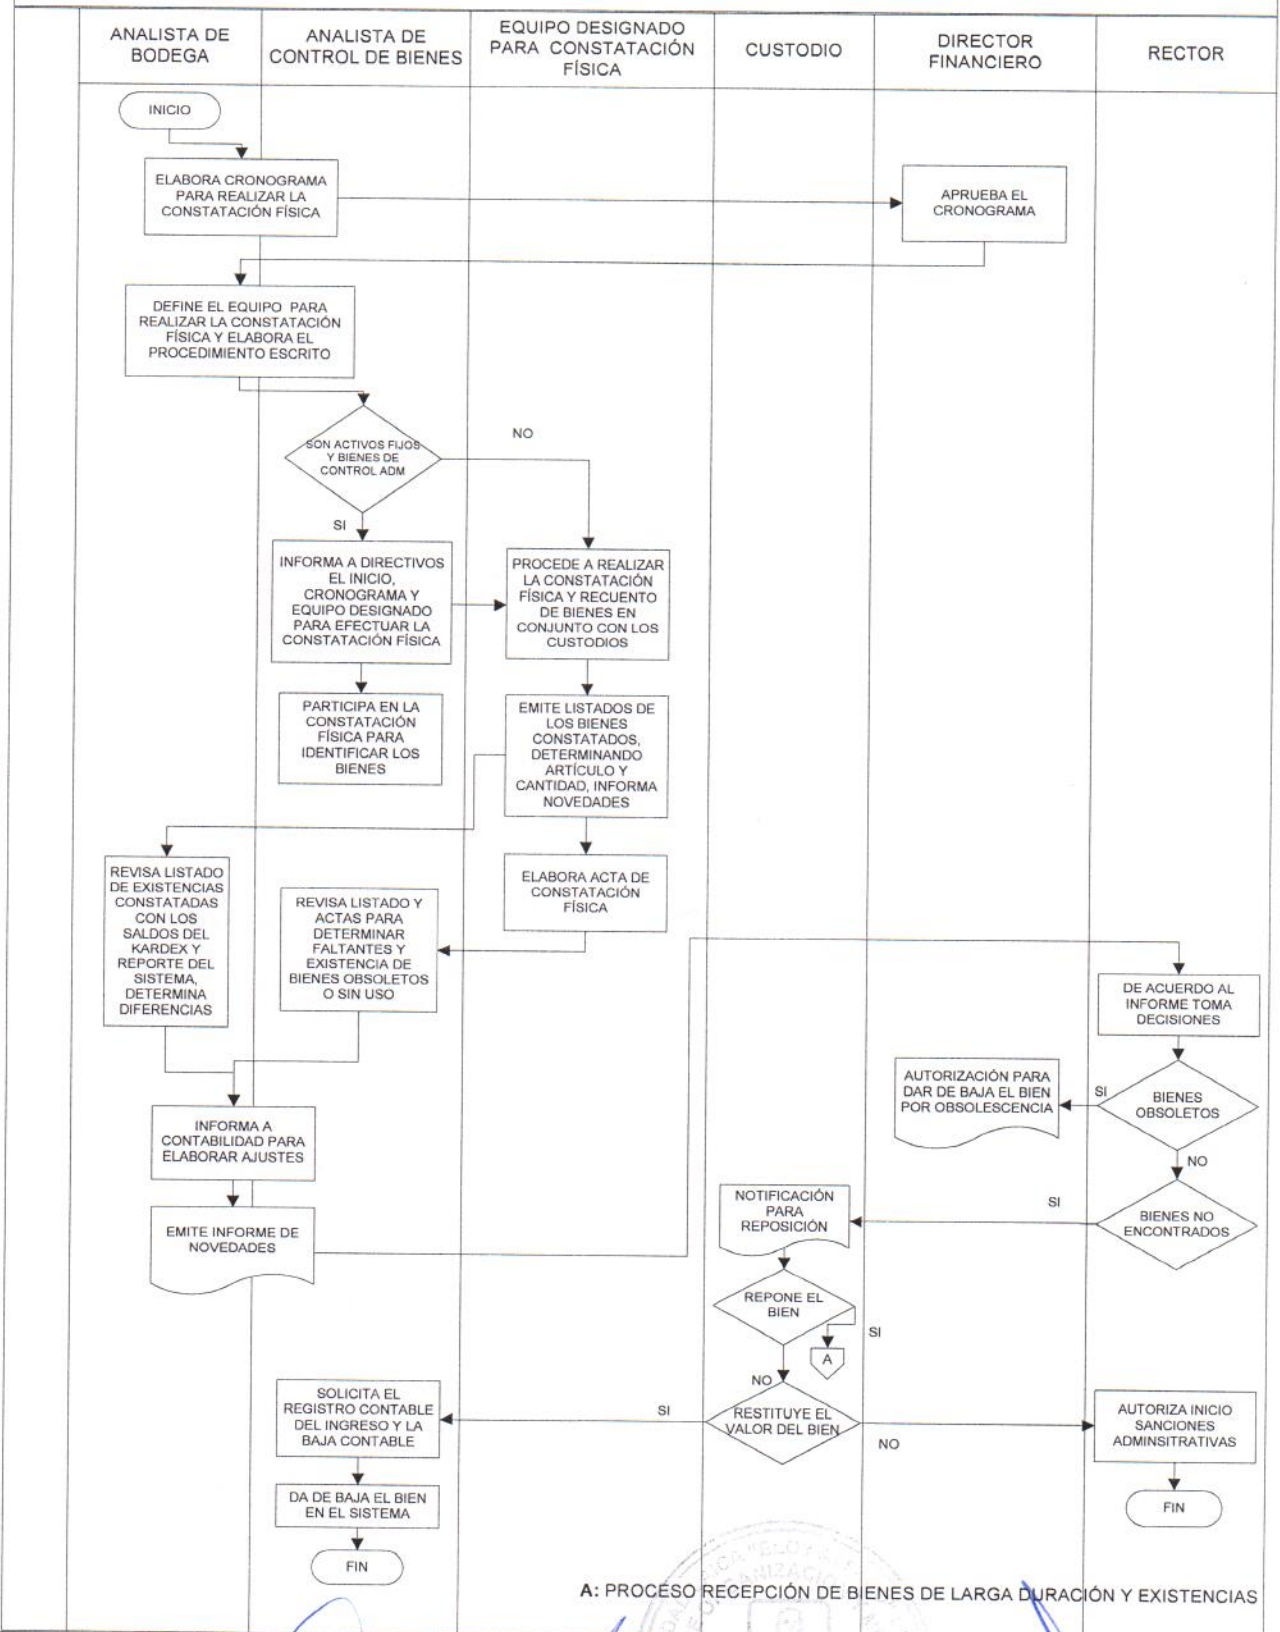 ANALISTA DE
BODEGA
ANALISTA DE
CONTROL DE BIENES
EQUIPO DESIGNADO
PARA CONSTATACIÓN
FÍSICA
CUSTODIO
DIRECTOR
FINANCIERO
RECTOR
INICIO
ELABORA CRONOGRAMA
PARA REALIZAR LA
CONSTATACIÓN FÍSICA
APRUEBA EL
CRONOGRAMA
DEFINE EL EQUIPO PARA
REALIZAR LA CONSTATACIÓN
FÍSICA Y ELABORA EL
PROCEDIMIENTO ESCRITO
SON ACTIVOS FIJOS
Y BIENES DE
CONTROL ADM
NO
SI
INFORMA A DIRECTIVOS
EL INICIO,
CRONOGRAMA Y
EQUIPO DESIGNADO
PARA EFECTUAR LA
CONSTATACIÓN FÍSICA
PROCEDE A REALIZAR
LA CONSTATACIÓN
FÍSICA Y RECUENTO
DE BIENES EN
CONJUNTO CON LOS
CUSTODIOS
PARTICIPA EN LA
CONSTATACIÓN
FÍSICA PARA
IDENTIFICAR LOS
BIENES
EMITE LISTADOS DE
LOS BIENES
CONSTATADOS,
DETERMINANDO
ARTÍCULO Y
CANTIDAD, INFORMA
NOVEDADES
REVISA LISTADO
DE EXISTENCIAS
CONSTATADAS
CON LOS
SALDOS DEL
KARDEX Y
REPORTE DEL
SISTEMA,
DETERMINA
DIFERENCIAS
REVISA LISTADO Y
ACTAS PARA
DETERMINAR
FALTANTES Y
EXISTENCIA DE
BIENES OBSOLETOS
O SIN USO
ELABORA ACTA DE
CONSTATACIÓN
FÍSICA
DE ACUERDO AL
INFORME TOMA
DECISIONES
AUTORIZACIÓN PARA
DAR DE BAJA EL BIEN
POR OBSOLESCENCIA
SI
BIENES
OBSOLETOS
NO
INFORMA A
CONTABILIDAD PARA
ELABORAR AJUSTES
EMITE INFORME DE
NOVEDADES
NOTIFICACIÓN
PARA
REPOSICIÓN
SI
BIENES NO
ENCONTRADOS
REPONE EL
BIEN
SI
A
NO
SOLICITA EL
REGISTRO CONTABLE
DEL INGRESO Y LA
BAJA CONTABLE
SI
RESTITUYE EL
VALOR DEL BIEN
NO
AUTORIZA INICIO
SANCIONES
ADMINSITRATIVAS
DA DE BAJA EL BIEN
EN EL SISTEMA
FIN
FIN
A: PROCESO RECEPCIÓN DE BIENES DE LARGA DURACIÓN Y EXISTENCIAS